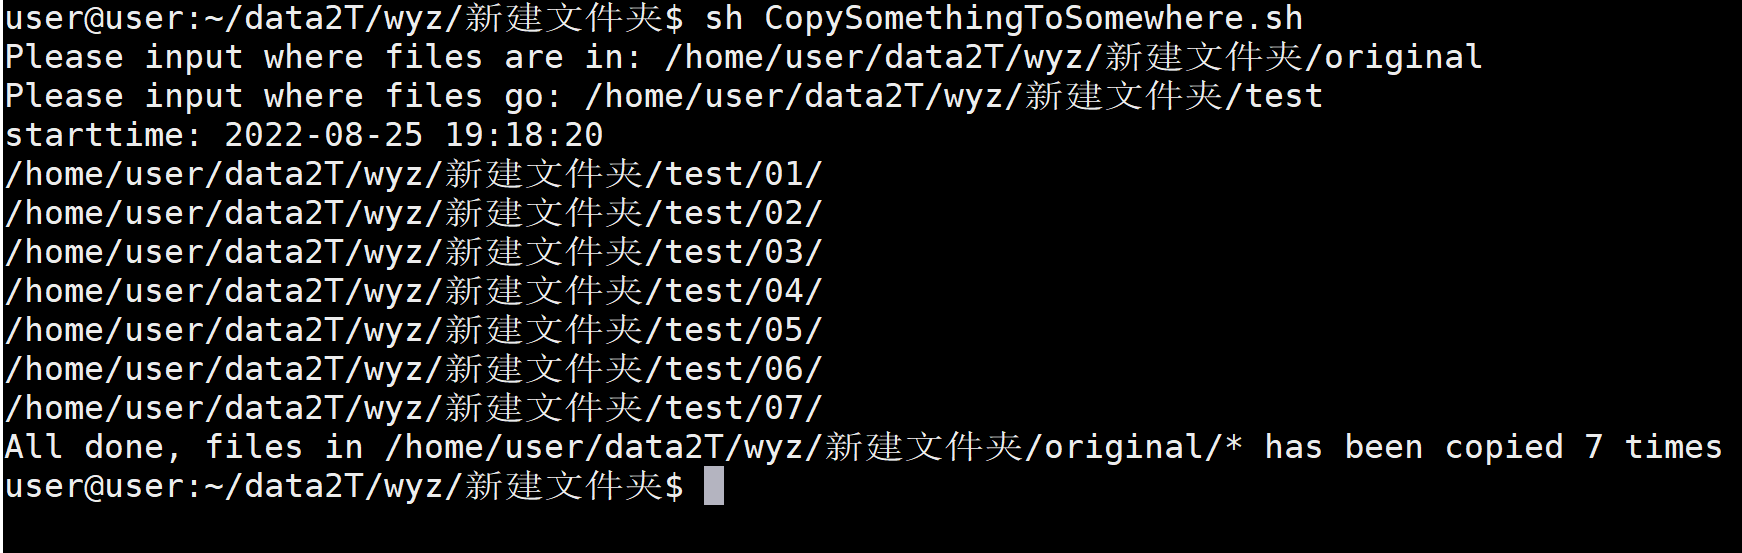 user@user:~/data2T/wyz/新建文件夹$ sh CopySomethingToSomewhere.sh
Please input where files are in: /home/user/data2T/wyz/新建文件夹/original
Please input where files go: /home/user/data2T/wyz/新建文件夹/test
starttime: 2022-08-25 19:18:20
/home/user/data2T/wyz/新建文件夹/test/01/
/home/user/data2T/wyz/新建文件夹/test/02/
/home/user/data2T/wyz/新建文件夹/test/03/
/home/user/data2T/wyz/新建文件夹/test/04/
/home/user/data2T/wyz/新建文件夹/test/05/
/home/user/data2T/wyz/新建文件夹/test/06/
/home/user/data2T/wyz/新建文件夹/test/07/
All done, files in /home/user/data2T/wyz/新建文件夹/original/* has been copied 7 times
user@user:~/data2T/wyz/新建文件夹$